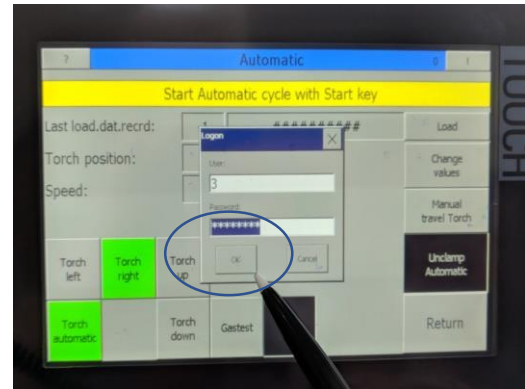 ?
Automatic
0
!
TOUCH
Start Automatic cycle with Start key
Last load.dat.recrd:
1
##########
Load
Torch position:
Change
values
Speed:
Manual
travel Torch
Logon
User:
3
Password:
********
OK
Cancel
Torch
left
Torch
right
Torch
up
Unclamp
Automatic
Torch
automatic
Torch
down
Gastest
Return